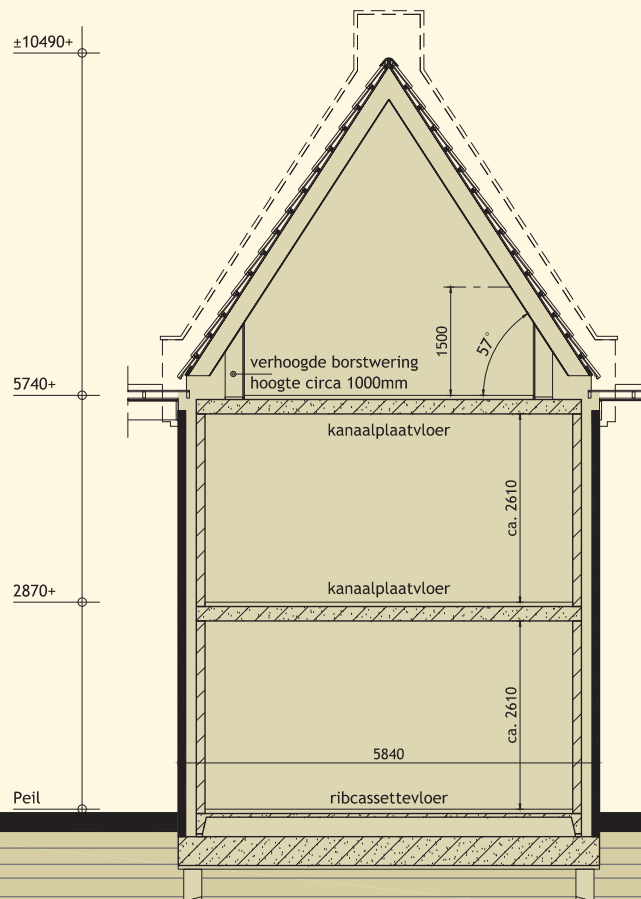 ±10490+
1500
57°
verhoogde borstwering
hoogte circa 1000mm
5740+
kanaalplaatvloer
ca. 2610
kanaalplaatvloer
2870+
ca. 2610
5840
Peil
ribcassettevloer